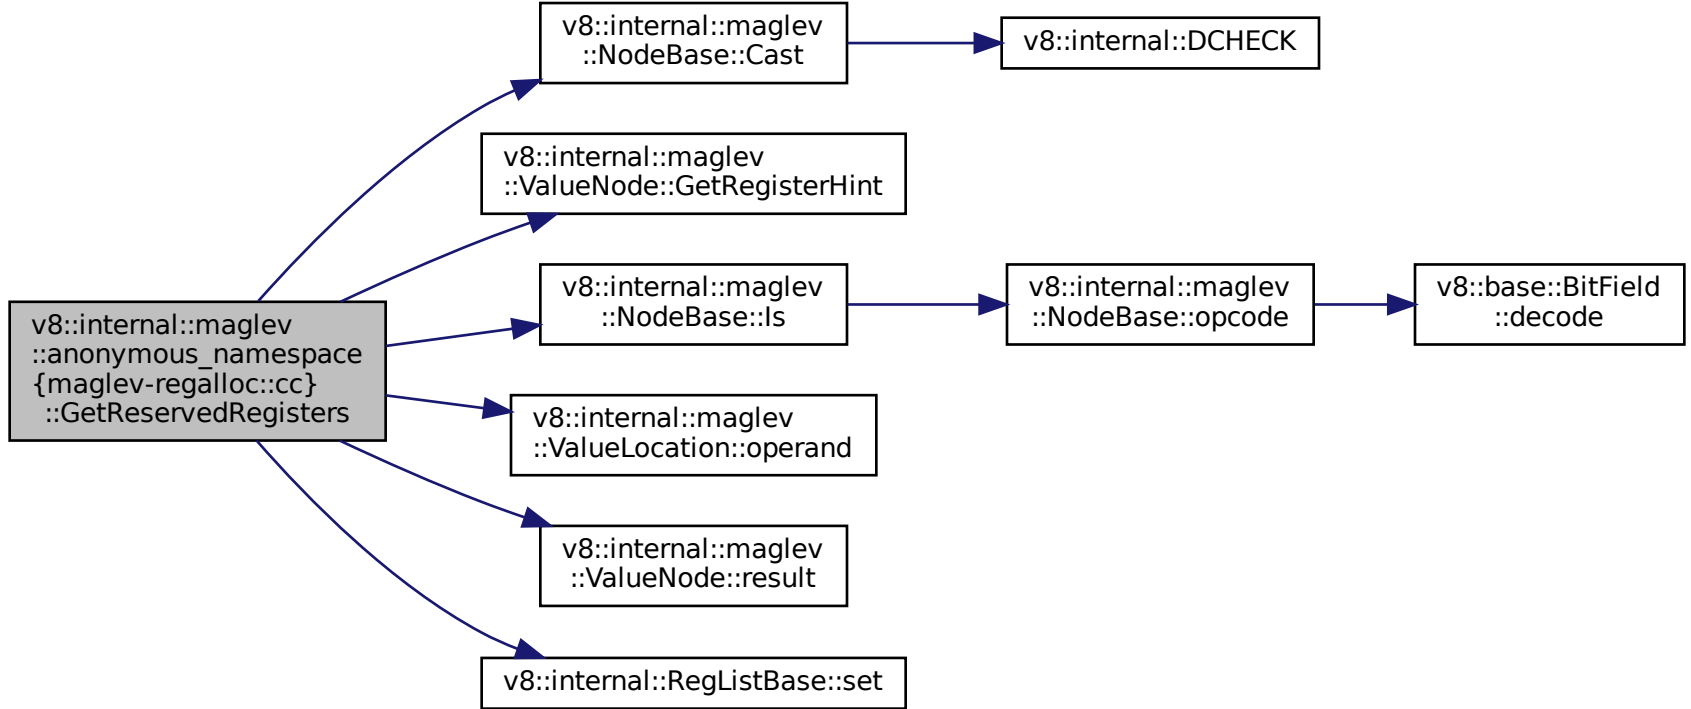 v8::internal::maglev
::anonymous_namespace
{maglev-regalloc::cc}
::GetReservedRegisters
v8::internal::maglev
::NodeBase::Cast
v8::internal::DCHECK
v8::internal::maglev
::ValueNode::GetRegisterHint
v8::internal::maglev
::NodeBase::Is
v8::internal::maglev
::NodeBase::opcode
v8::base::BitField
::decode
v8::internal::maglev
::ValueLocation::operand
v8::internal::maglev
::ValueNode::result
v8::internal::RegListBase::set